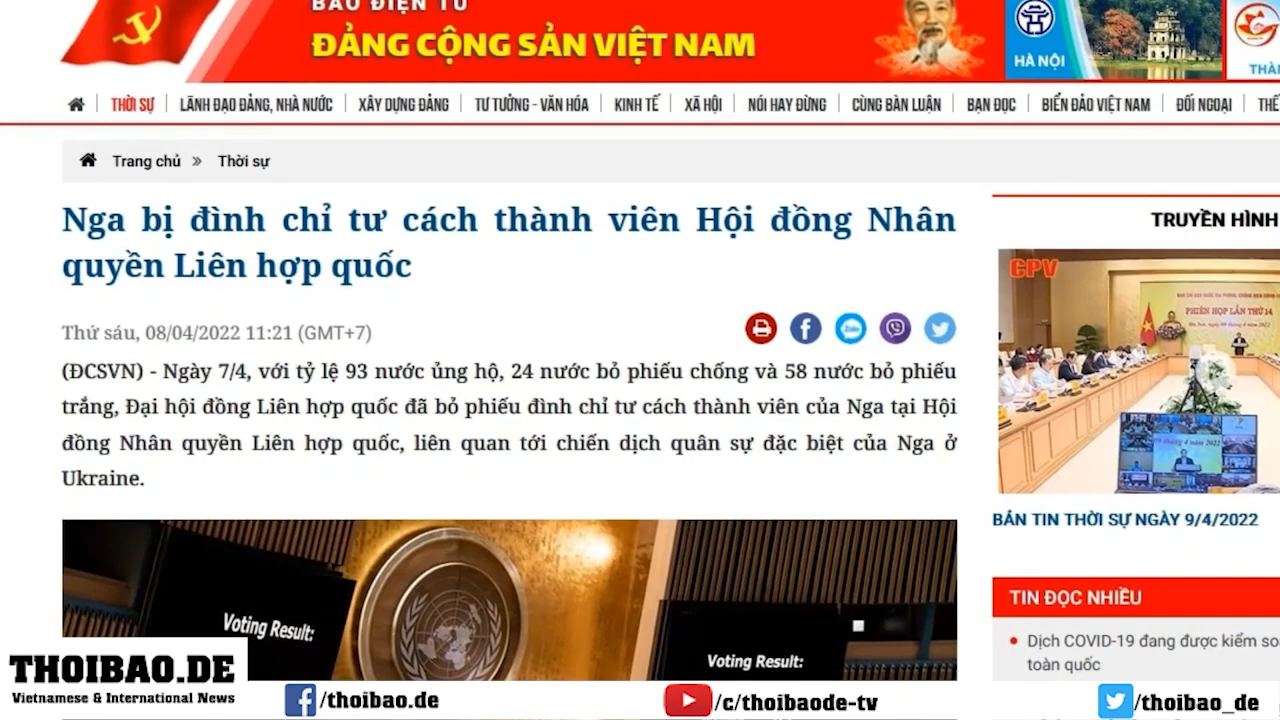 BÁO ĐIỆN TỬ
ĐẢNG CỘNG SẢN VIỆT NAM
HÀ NỘI
THỜI SỰ LÃNH ĐẠO ĐẢNG, NHÀ NƯỚC XÂY DỰNG ĐẢNG TƯ TƯỞNG - VĂN HÓA KINH TẾ XÃ HỘI NÓI HAY ĐỪNG CÙNG BÀN LUẬN BẠN ĐỌC BIỂN ĐẢO VIỆT NAM ĐỐI NGOẠI THẾ
Trang chủ » Thời sự
Nga bị đình chỉ tư cách thành viên Hội đồng Nhân
quyền Liên hợp quốc
Thứ sáu, 08/04/2022 11:21 (GMT+7)
Zalo
(ĐCSVN) - Ngày 7/4, với tỷ lệ 93 nước ủng hộ, 24 nước bỏ phiếu chống và 58 nước bỏ phiếu
trắng, Đại hội đồng Liên hợp quốc đã bỏ phiếu đình chỉ tư cách thành viên của Nga tại Hội
đồng Nhân quyền Liên hợp quốc, liên quan tới chiến dịch quân sự đặc biệt của Nga ở
Ukraine.
Voting Result:
Voting Result:
TRUYỀN HÌNH
CPV
PHIÊN HỌP LẦN THỨ 14
BẢN TIN THỜI SỰ NGÀY 9/4/2022
TIN ĐỌC NHIỀU
Dịch COVID-19 đang được kiểm so
toàn quốc
THOIBAO.DE
Vietnamese & International News
/thoibao.de
/c/thoibaode-tv
/thoibao_de